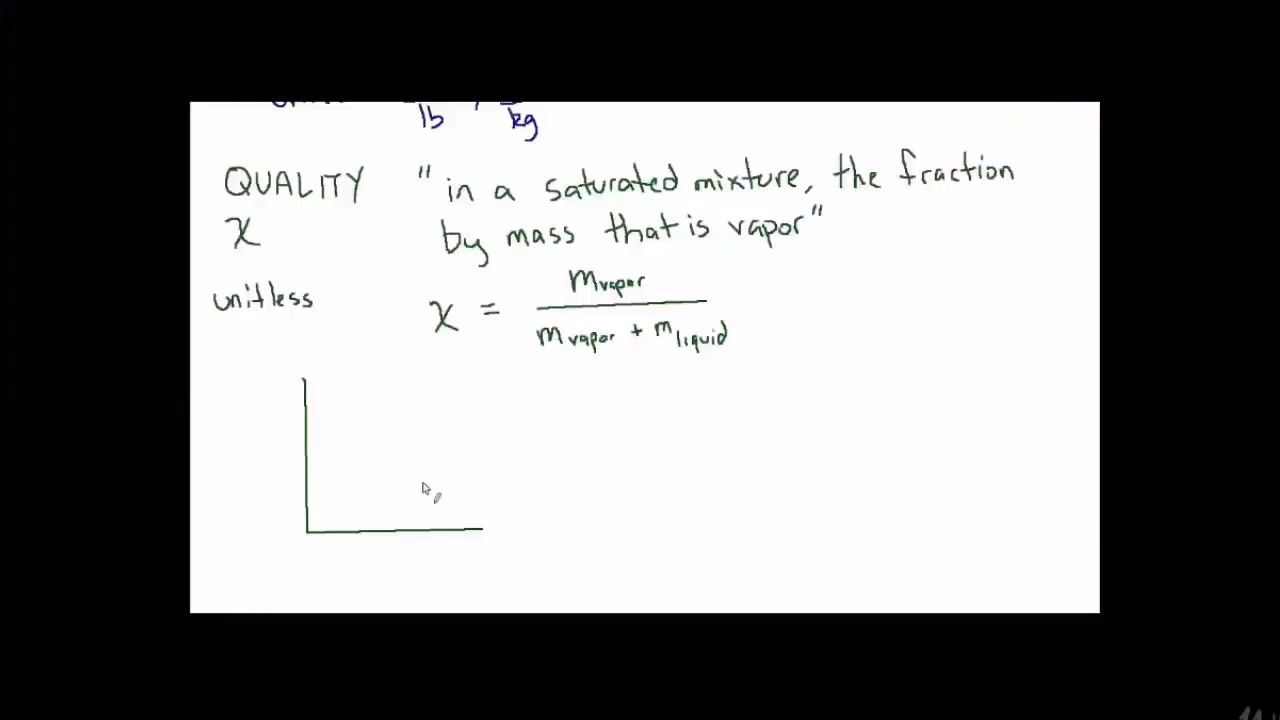 lb , kg
QUALITY "in a saturated mixture, the fraction
x by mass that is vapor"
unitless x = mvapor / mvapor + mliquid